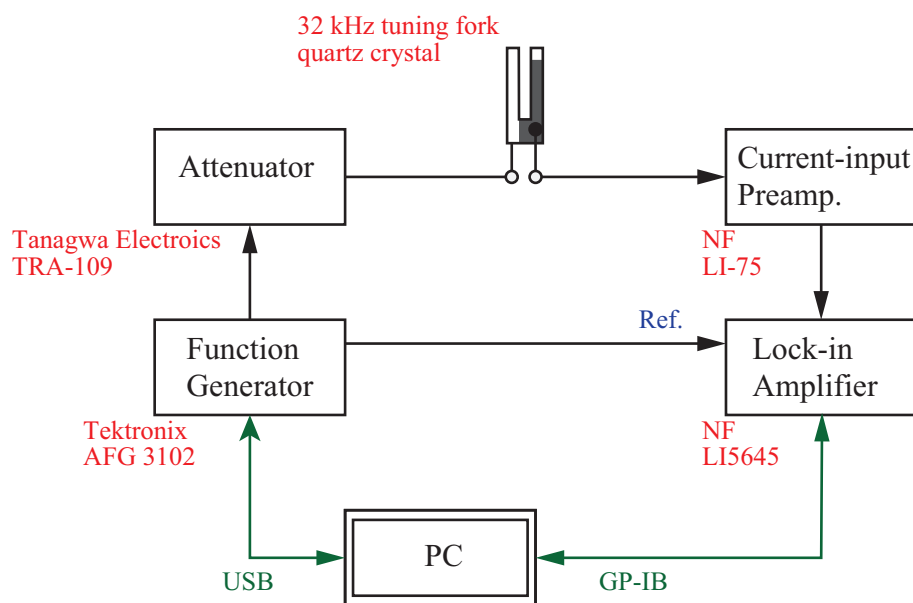 32 kHz tuning fork
quartz crystal
Attenuator
Current-input
Preamp.
Tanagwa Electroics
TRA-109
NF
LI-75
Ref.
Function
Generator
Lock-in
Amplifier
Tektronix
AFG 3102
NF
LI5645
PC
USB
GP-IB